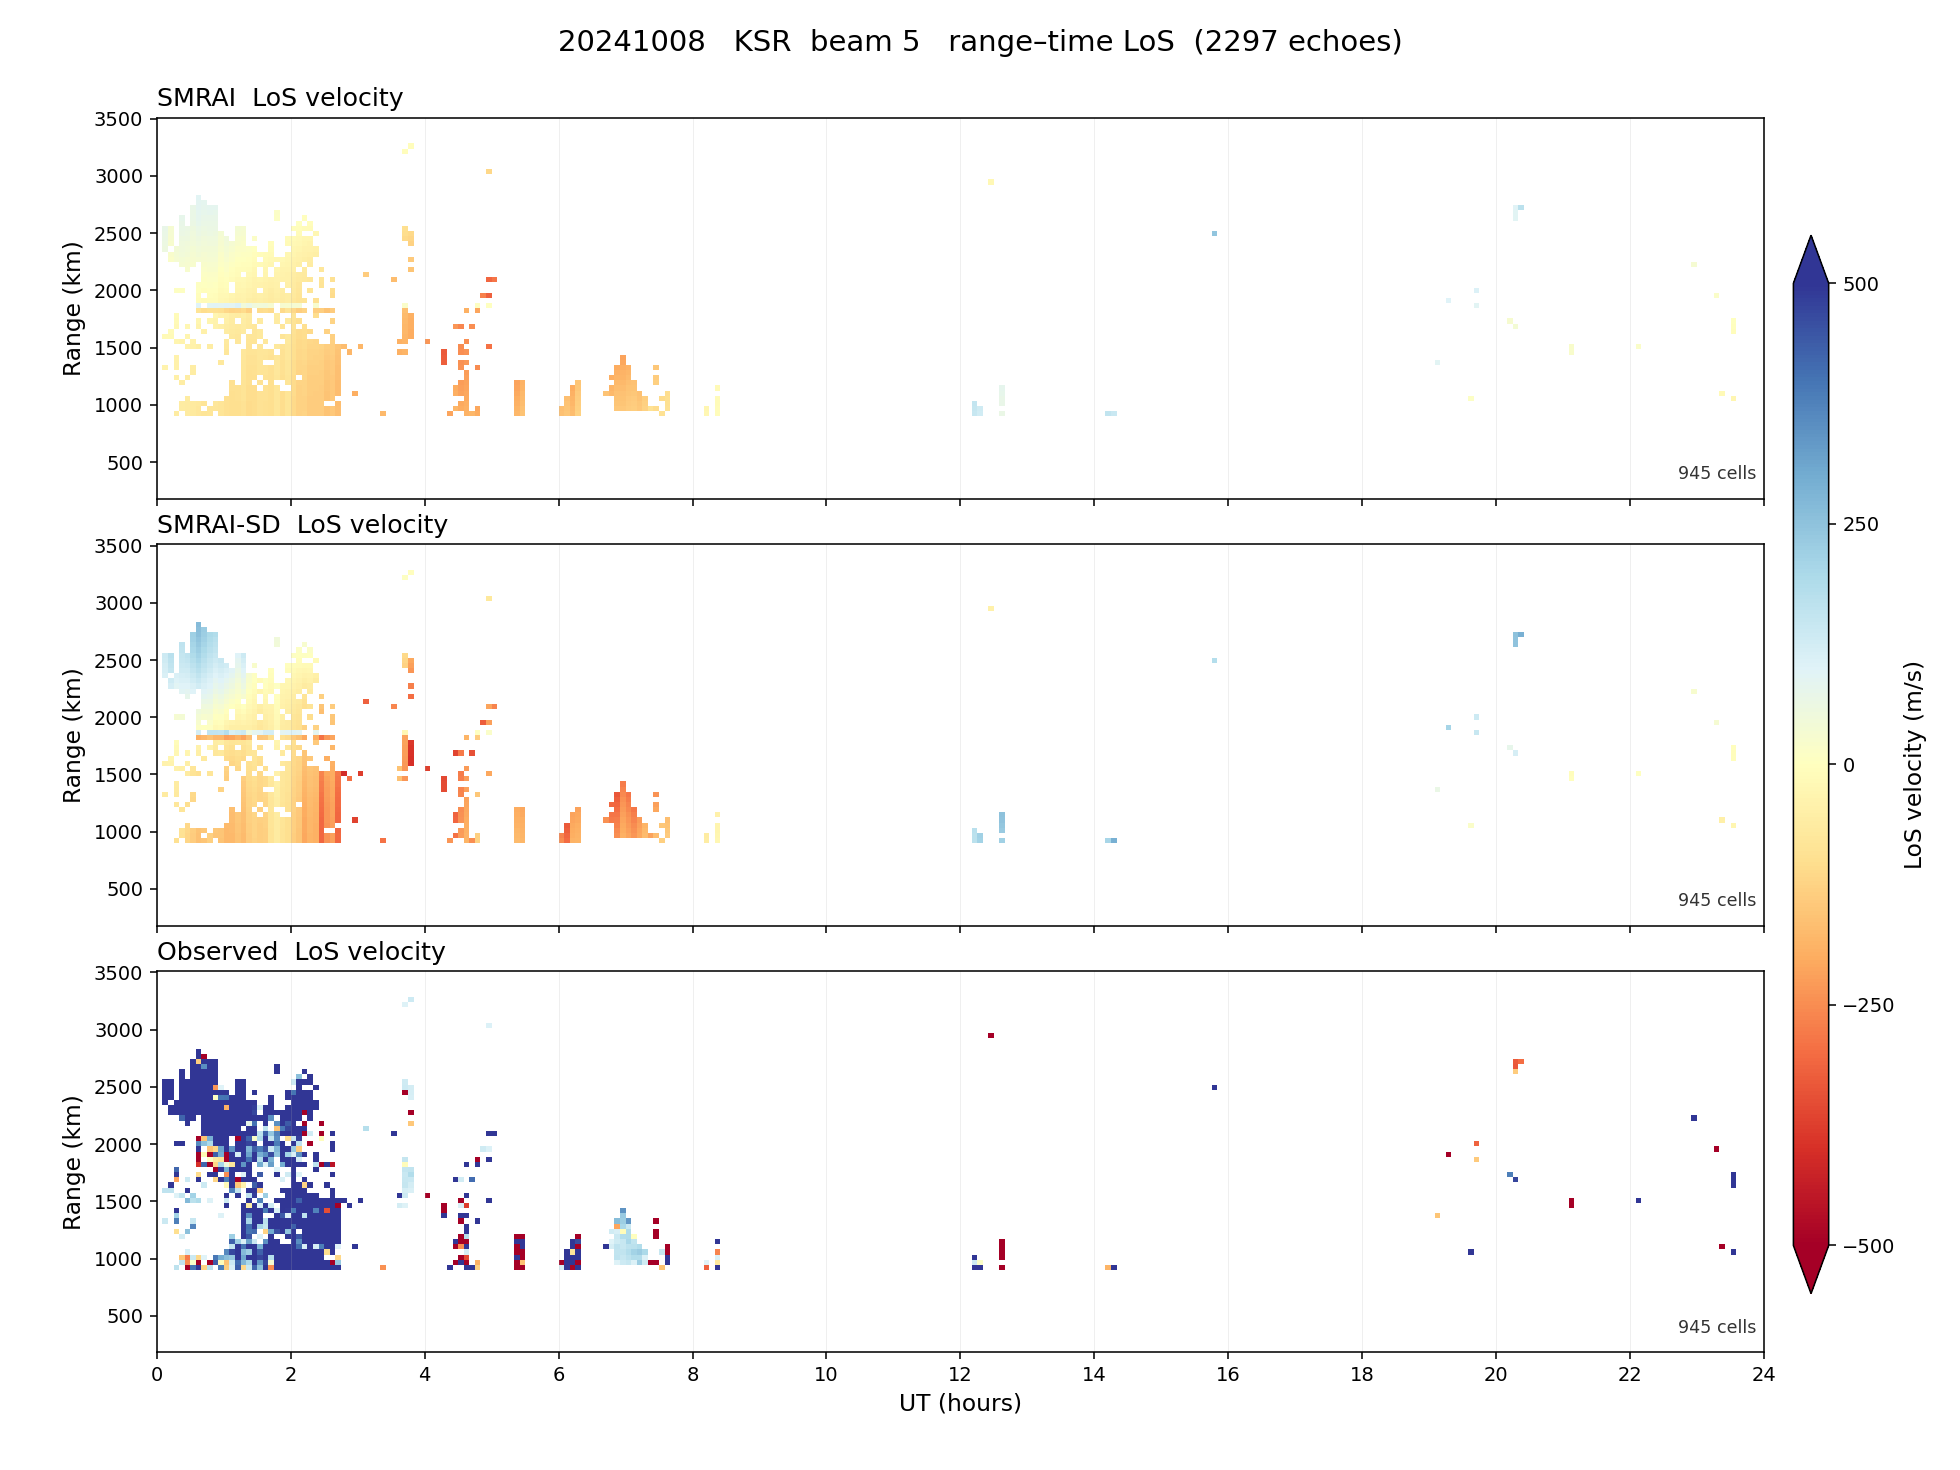 20241008   KSR  beam 5   range–time LoS  (2297 echoes)
SMRAI  LoS velocity
3500
3000
2500
2000
1500
1000
500
Range (km)
945 cells
SMRAI-SD  LoS velocity
3500
3000
2500
2000
1500
1000
500
Range (km)
945 cells
Observed  LoS velocity
3500
3000
2500
2000
1500
1000
500
Range (km)
945 cells
0 2 4 6 8 10 12 14 16 18 20 22 24
UT (hours)
500
250
0
−250
−500
LoS velocity (m/s)